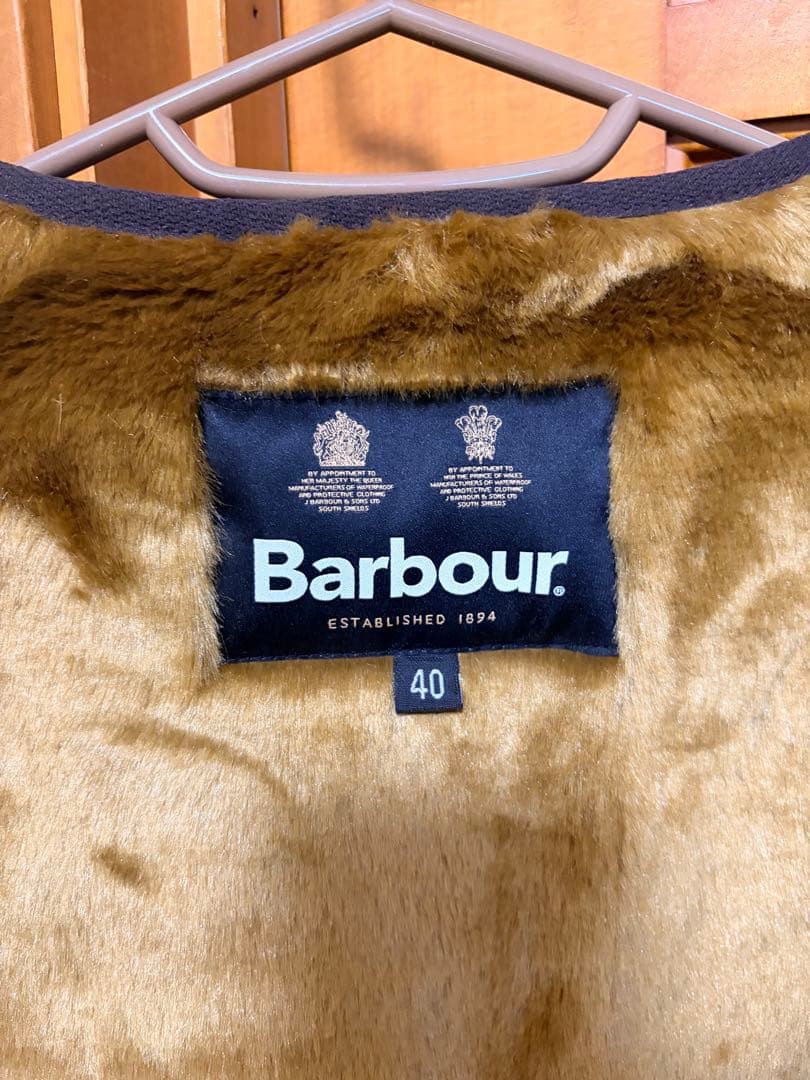 BY APPOINTMENT TO
HER MAJESTY THE QUEEN
MANUFACTURERS OF WATERPROOF
AND PROTECTIVE CLOTHING
J BARBOUR & SONS LTD
SOUTH SHIELDS
BY APPOINTMENT TO
HRH THE PRINCE OF WALES
MANUFACTURERS OF WATERPROOF
AND PROTECTIVE CLOTHING
J BARBOUR & SONS LTD
SOUTH SHIELDS
Barbour®
ESTABLISHED 1894
40